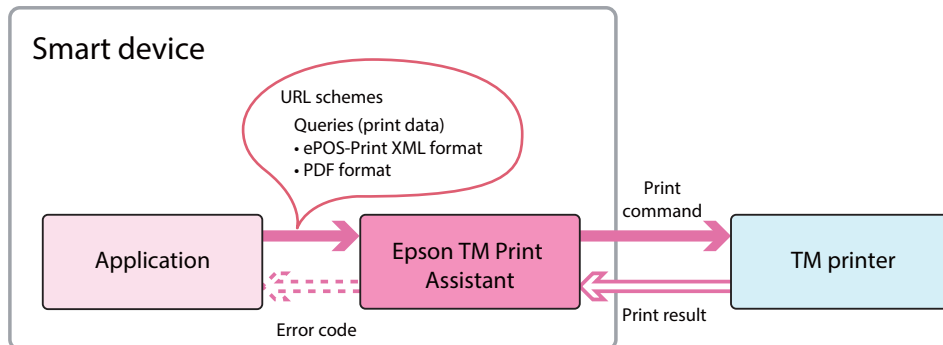 Smart device
URL schemes
Queries (print data)
• ePOS-Print XML format
• PDF format
Print
command
Application
Epson TM Print
Assistant
TM printer
Error code
Print result